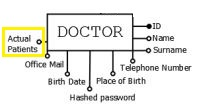 DOCTOR
ID
Name
Surname
Actual
Patients
Office Mail
Telephone Number
Birth Date
Place of Birth
Hashed password